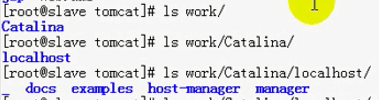 [root@slave tomcat]# ls work/
Catalina
[root@slave tomcat]# ls work/Catalina/
localhost
[root@slave tomcat]# ls work/Catalina/localhost/
_  docs  examples  host-manager  manager